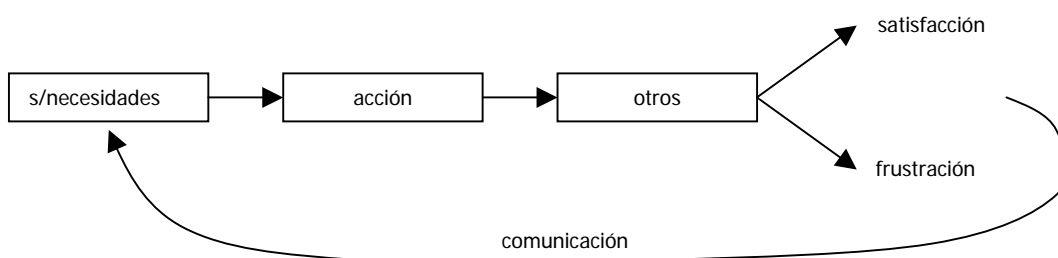 satisfacción
s/necesidades acción otros
frustración
comunicación